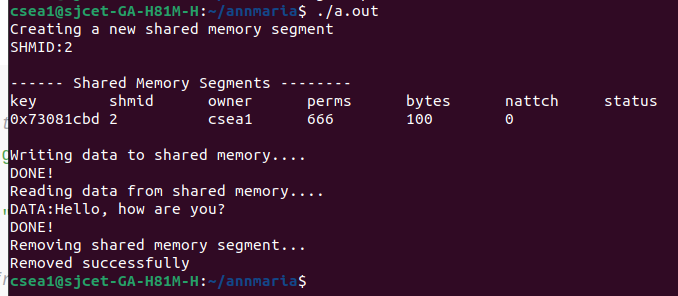 csea1@sjcet-GA-H81M-H:~/annmaria$ ./a.out
Creating a new shared memory segment
SHMID:2
------ Shared Memory Segments --------
key shmid owner perms bytes nattch status
0x73081cbd 2 csea1 666 100 0
Writing data to shared memory....
DONE!
Reading data from shared memory....
DATA:Hello, how are you?
DONE!
Removing shared memory segment...
Removed successfully
csea1@sjcet-GA-H81M-H:~/annmaria$